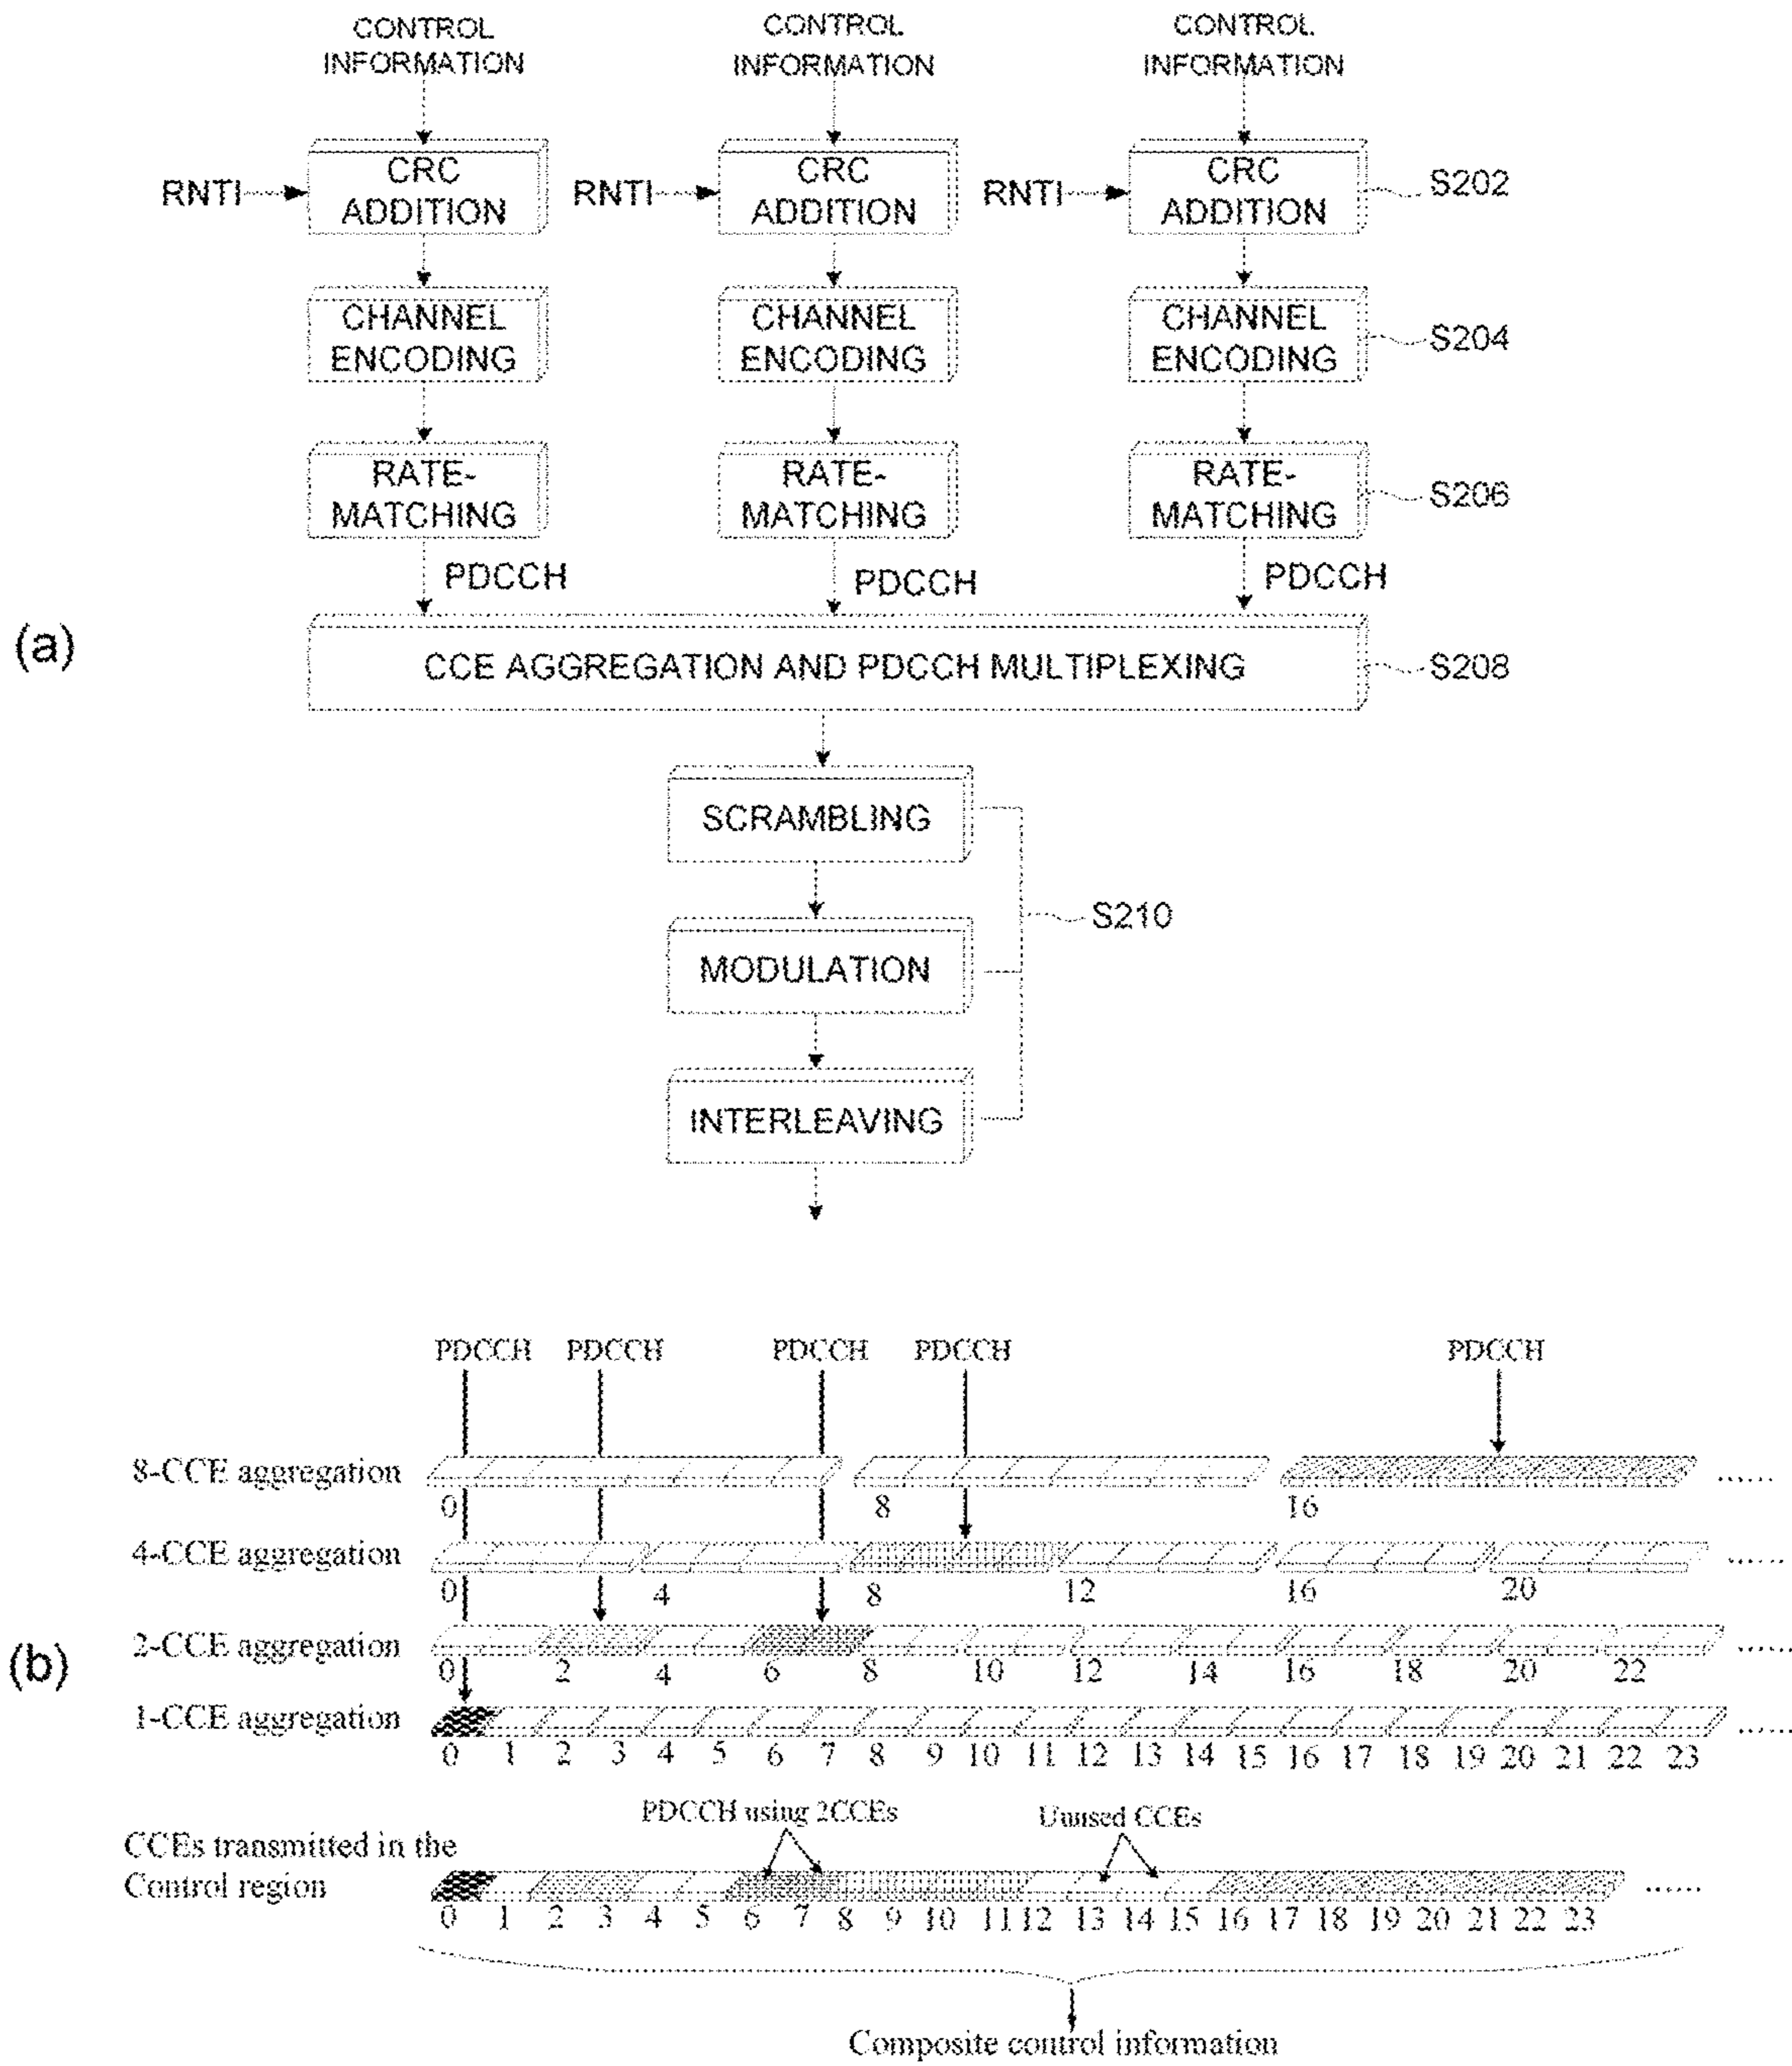 CONTROL INFORMATION
CONTROL INFORMATION
CONTROL INFORMATION
RNTI
CRC ADDITION
RNTI
CRC ADDITION
RNTI
CRC ADDITION
S202
CHANNEL ENCODING
CHANNEL ENCODING
CHANNEL ENCODING
S204
RATE-MATCHING
RATE-MATCHING
RATE-MATCHING
S206
PDCCH
PDCCH
PDCCH
(a)
CCE AGGREGATION AND PDCCH MULTIPLEXING
S208
SCRAMBLING
S210
MODULATION
INTERLEAVING
PDCCH PDCCH PDCCH PDCCH PDCCH
8-CCE aggregation ......
0 8 16
4-CCE aggregation ......
0 4 8 12 16 20
(b)
2-CCE aggregation ......
0 2 4 6 8 10 12 14 16 18 20 22
1-CCE aggregation ......
0 1 2 3 4 5 6 7 8 9 10 11 12 13 14 15 16 17 18 19 20 21 22 23
PDCCH using 2CCEs
Unused CCEs
CCEs transmitted in the
Control region ......
0 1 2 3 4 5 6 7 8 9 10 11 12 13 14 15 16 17 18 19 20 21 22 23
Composite control information